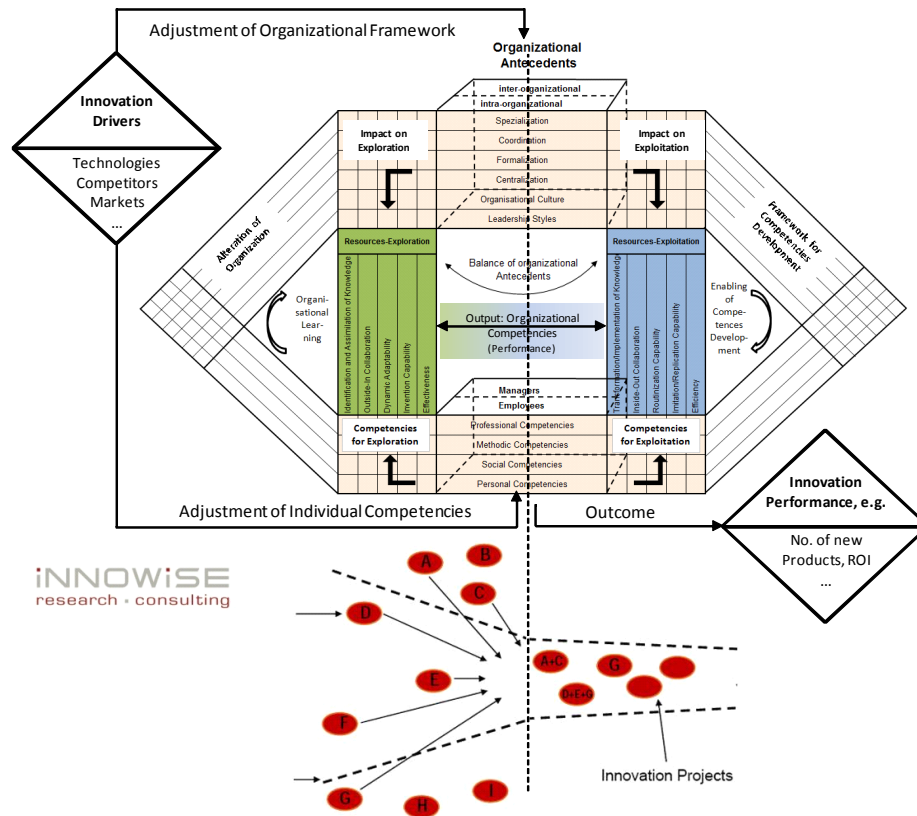 Adjustment of Organizational Framework
Organizational
Antecedents
Innovation
Drivers
Technologies
Competitors
Markets
...
inter-organizational
intra-organizational
Impact on
Exploration
Spezialization
Coordination
Formalization
Centralization
Organisational Culture
Leadership Styles
Impact on
Exploitation
Alteration of
Organization
Framework for
Competencies
Development
Resources-Exploration
Identification and Assimilation of Knowledge
Outside-In Collaboration
Dynamic Adaptability
Invention Capability
Effectiveness
Resources-Exploitation
Transformation/Implementation of Knowledge
Inside-Out Collaboration
Routinization Capability
Imitation/Replication Capability
Efficiency
Balance of organizational
Antecedents
Organi-
sational
Lear-
ning
Output: Organizational
Competencies
(Performance)
Enabling
of
Compe-
tences
Develop-
ment
Managers
Employees
Competencies
for Exploration
Professional Competencies
Methodic Competencies
Social Competencies
Personal Competencies
Competencies
for Exploitation
Adjustment of Individual Competencies
Outcome
Innovation
Performance, e.g.
No. of new
Products, ROI
...
iNNOWiSE
research · consulting
A
B
C
D
E
F
G
H
I
A+C
G
D+E+G
Innovation Projects